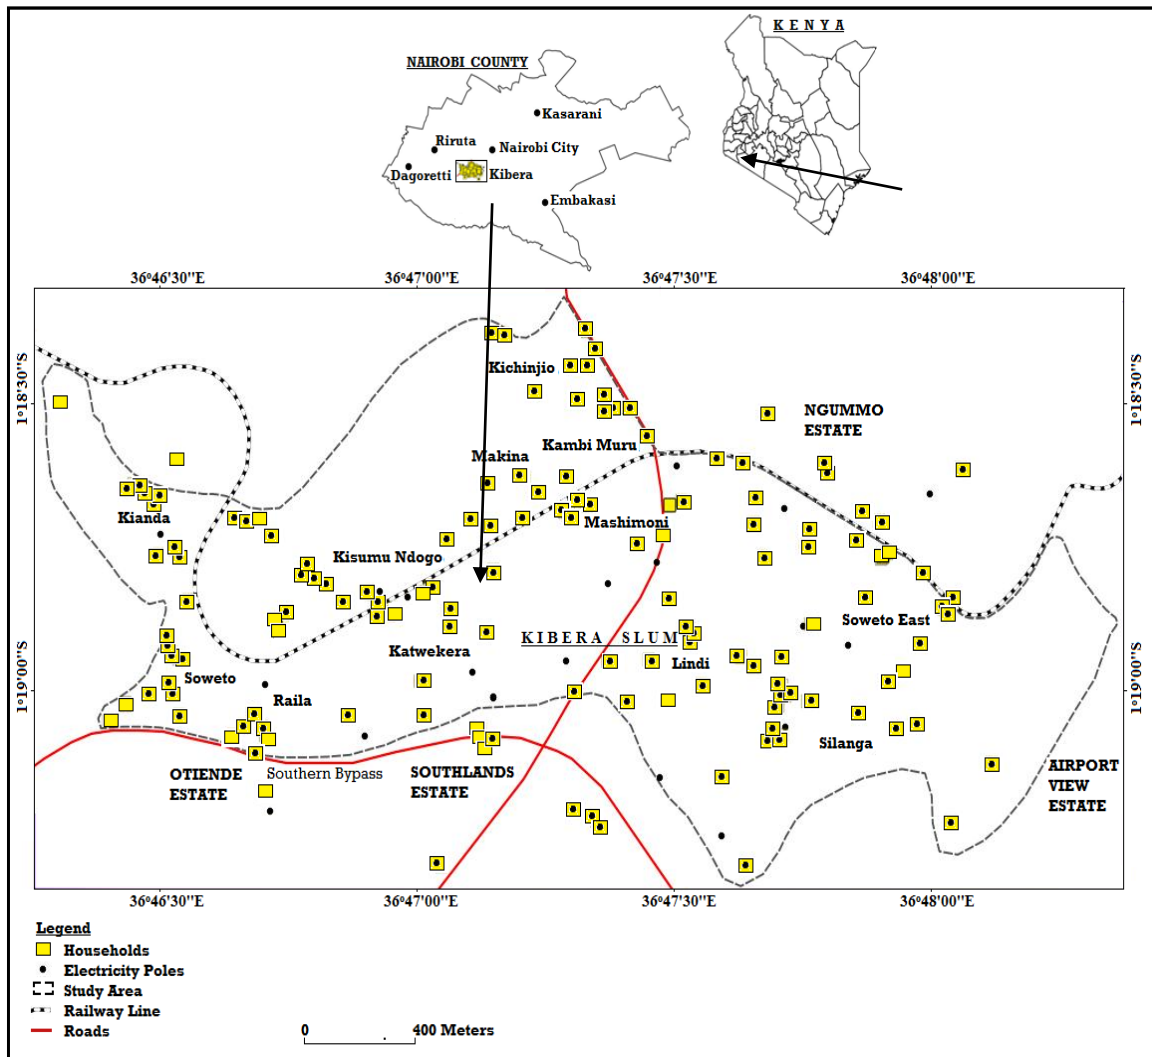 K E N Y A
NAIROBI COUNTY
Kasarani
Riruta
Nairobi City
Dagoretti
Kibera
Embakasi
36°46'30"E
36°47'00"E
36°47'30"E
36°48'00"E
1°18'30"S
1°18'30"S
Kichinjio
NGUMMO
ESTATE
Kambi Muru
Makina
Kianda
Mashimoni
Kisumu Ndogo
Soweto East
KIBERA SLUM
Katwekera
Lindi
Soweto
1°19'00"S
1°19'00"S
Raila
Silanga
OTIENDE
ESTATE
Southern Bypass
SOUTHLANDS
ESTATE
AIRPORT
VIEW
ESTATE
36°46'30"E
36°47'00"E
36°47'30"E
36°48'00"E
Legend
Households
Electricity Poles
Study Area
Railway Line
Roads
0
400 Meters